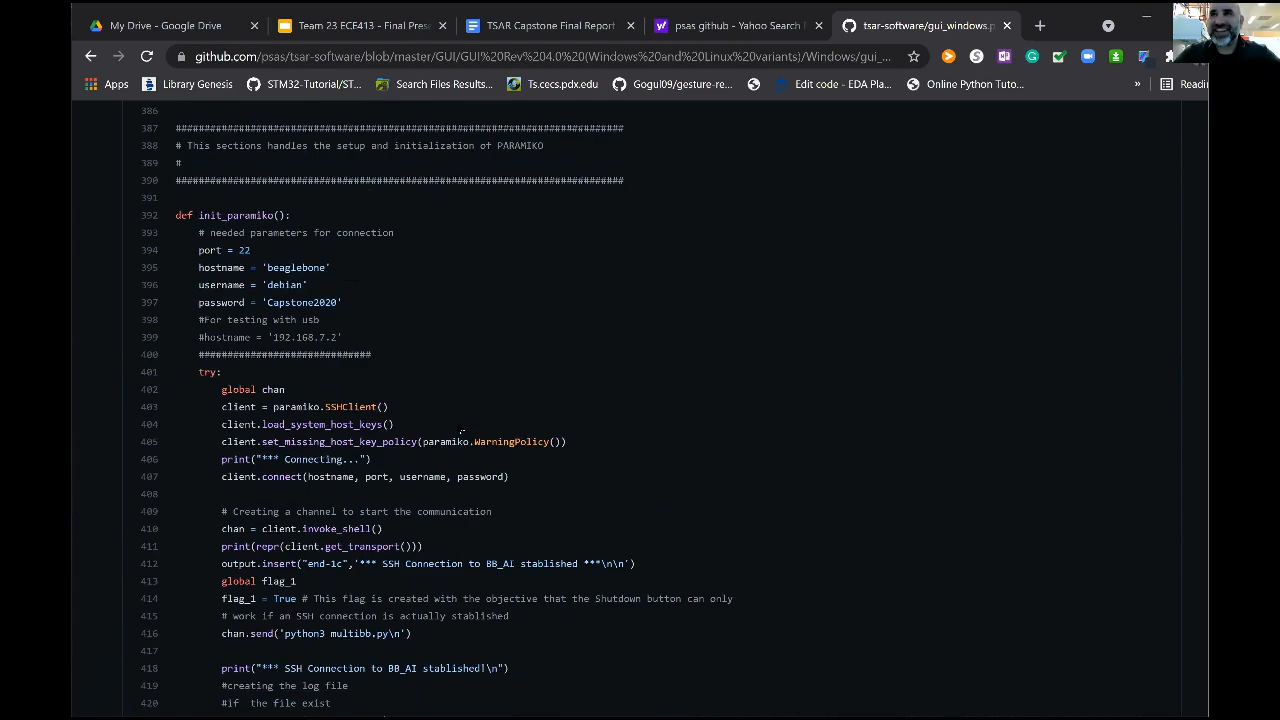 My Drive - Google Drive
Team 23 ECE413 - Final Prese
TSAR Capstone Final Report
psas github - Yahoo Search
tsar-software/gui_windows.p
github.com/psas/tsar-software/blob/master/GUI/GUI%20Rev%204.0%20(Windows%20and%20Linux%20variants)/Windows/gui_...
Apps
Library Genesis
STM32-Tutorial/ST...
Search Files Results...
Ts.cecs.pdx.edu
Gogul09/gesture-re...
Edit code - EDA Pla...
Online Python Tuto...
»
386
387 ################################################################################
388 # This sections handles the setup and initialization of PARAMIKO
389 #
390 ################################################################################
391
392 def init_paramiko():
393 # needed parameters for connection
394 port = 22
395 hostname = 'beaglebone'
396 username = 'debian'
397 password = 'Capstone2020'
398 #For testing with usb
399 #hostname = '192.168.7.2'
400 ##############################
401 try:
402 global chan
403 client = paramiko.SSHClient()
404 client.load_system_host_keys()
405 client.set_missing_host_key_policy(paramiko.WarningPolicy())
406 print("*** Connecting...")
407 client.connect(hostname, port, username, password)
408
409 # Creating a channel to start the communication
410 chan = client.invoke_shell()
411 print(repr(client.get_transport()))
412 output.insert("end-1c",'*** SSH Connection to BB_AI stablished ***\n\n')
413 global flag_1
414 flag_1 = True # This flag is created with the objective that the Shutdown button can only
415 # work if an SSH connection is actually stablished
416 chan.send('python3 multibb.py\n')
417
418 print("*** SSH Connection to BB_AI stablished!\n")
419 #creating the log file
420 #if the file exist